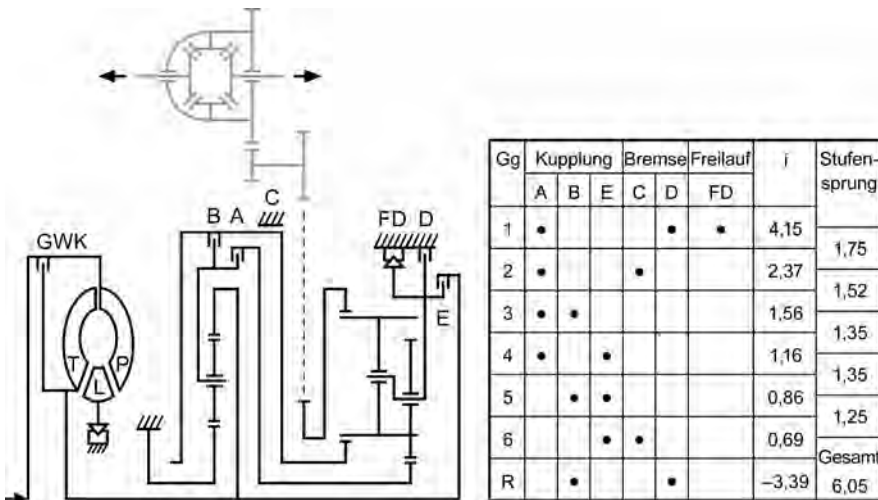 C
B A
FD D
GWK
E
T P
L
Gg Kupplung Bremse Freilauf i Stufen-
sprung
A B E C D FD
1 • • • 4,15
1,75
2 • • 2,37
1,52
3 • • 1,56
1,35
4 • • 1,16
1,35
5 • • 0,86
1,25
6 • • 0,69
Gesamt
R • • –3,39 6,05